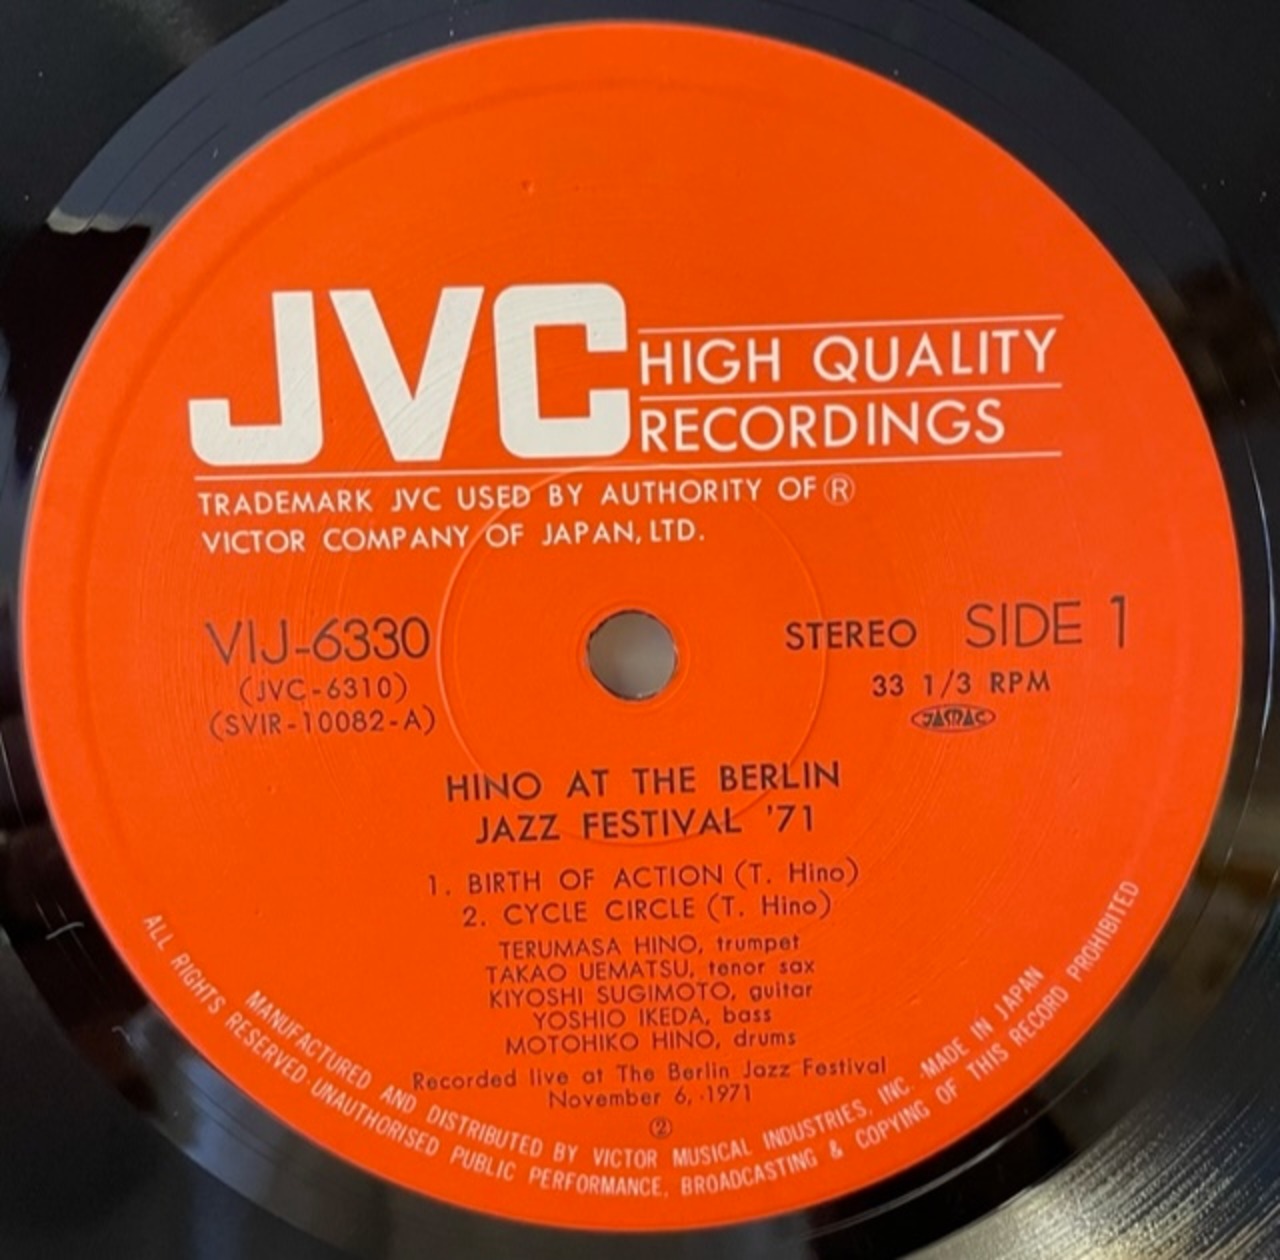 JVC
HIGH QUALITY
RECORDINGS
TRADEMARK JVC USED BY AUTHORITY OF ®
VICTOR COMPANY OF JAPAN, LTD.
VIJ-6330
(JVC-6310)
(SVIR-10082-A)
STEREO SIDE 1
33 1/3 RPM
JASRAC
HINO AT THE BERLIN
JAZZ FESTIVAL '71
1. BIRTH OF ACTION (T. Hino)
2. CYCLE CIRCLE (T. Hino)
TERUMASA HINO, trumpet
TAKAO UEMATSU, tenor sax
KIYOSHI SUGIMOTO, guitar
YOSHIO IKEDA, bass
MOTOHIKO HINO, drums
Recorded live at The Berlin Jazz Festival
November 6, 1971
②
MANUFACTURED AND DISTRIBUTED BY VICTOR MUSICAL INDUSTRIES, INC. MADE IN JAPAN
ALL RIGHTS RESERVED·UNAUTHORISED PUBLIC PERFORMANCE, BROADCASTING & COPYING OF THIS RECORD PROHIBITED